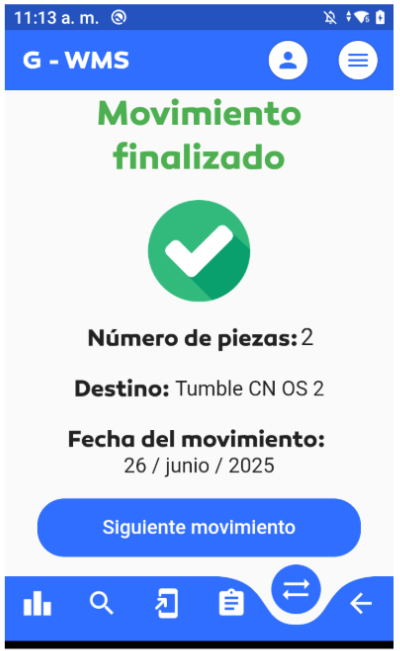 11:13 a. m.
G - WMS
Movimiento
finalizado
Número de piezas: 2
Destino: Tumble CN OS 2
Fecha del movimiento:
26 / junio / 2025
Siguiente movimiento